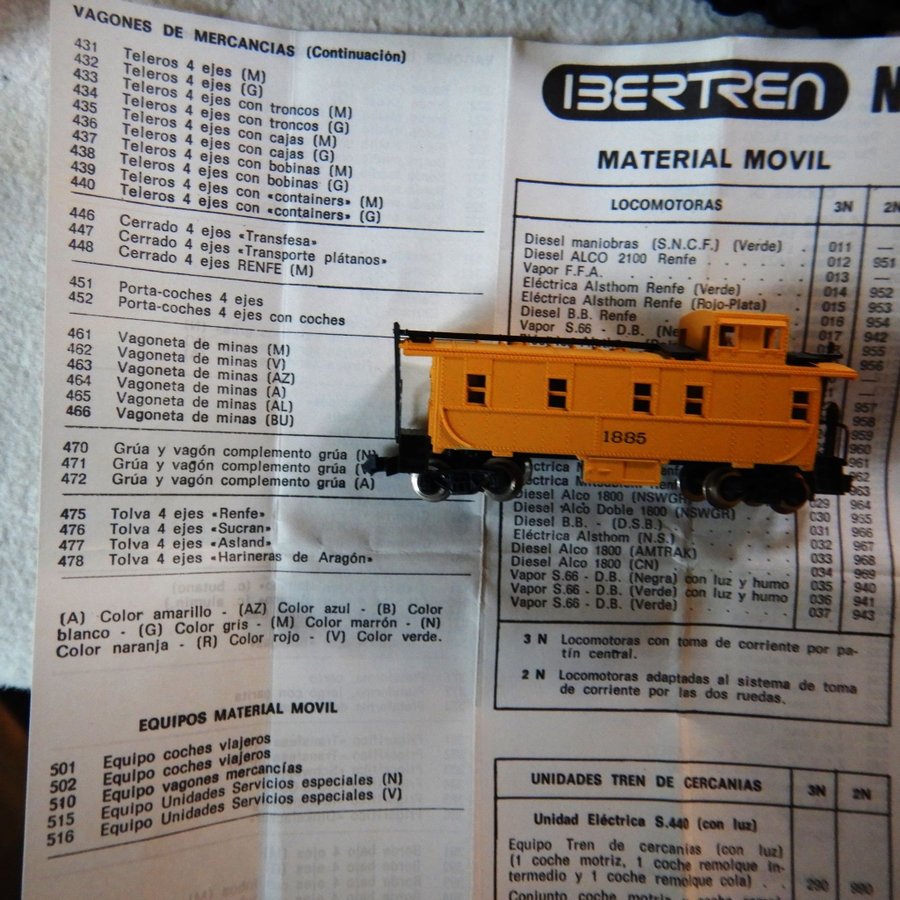 VAGONES DE MERCANCIAS (Continuación)
431 Teleros 4 ejes (M)
432 Teleros 4 ejes (G)
433 Teleros 4 ejes con troncos (M)
434 Teleros 4 ejes con troncos (G)
435 Teleros 4 ejes con cajas (M)
436 Teleros 4 ejes con cajas (G)
437 Teleros 4 ejes con bobinas (M)
438 Teleros 4 ejes con bobinas (G)
439 Teleros 4 ejes con «containers» (M)
440 Teleros 4 ejes con «containers» (G)
446 Cerrado 4 ejes «Transfesa»
447 Cerrado 4 ejes «Transporte plátanos»
448 Cerrado 4 ejes RENFE (M)
451 Porta-coches 4 ejes
452 Porta-coches 4 ejes con coches
461 Vagoneta de minas (M)
462 Vagoneta de minas (V)
463 Vagoneta de minas (AZ)
464 Vagoneta de minas (A)
465 Vagoneta de minas (AL)
466 Vagoneta de minas (BU)
470 Grúa y vagón complemento grúa (N)
471 Grúa y vagón complemento grúa
472 Grúa y vagón complemento grúa (A)
475 Tolva 4 ejes «Renfe»
476 Tolva 4 ejes «Sucran»
477 Tolva 4 ejes «Asland»
478 Tolva 4 ejes «Harineras de Aragón»
(A) Color amarillo - (AZ) Color azul - (B) Color
blanco - (G) Color gris - (M) Color marrón - (N)
Color naranja - (R) Color rojo - (V) Color verde.
EQUIPOS MATERIAL MOVIL
501 Equipo coches viajeros
502 Equipo coches viajeros
510 Equipo vagones mercancías
515 Equipo Unidades Servicios especiales (N)
516 Equipo Unidades Servicios especiales (V)
IBERTREN N
MATERIAL MOVIL
LOCOMOTORAS 3N 2N
Diesel maniobras (S.N.C.F.) (Verde) . 011 —
Diesel ALCO 2100 Renfe . . . . . . 012 951
Vapor F.F.A. . . . . . . . 013 —
Eléctrica Alsthom Renfe (Verde) . . . 014 952
Eléctrica Alsthom Renfe (Rojo-Plata) . 015 953
Diesel B.B. Renfe 016 954
Vapor S.66 - D.B. 017 942
955
956
957
958
959
960
961
962
1885
Diesel Alco 1800 (NSWGR) 029 964
Diesel Alco Doble 1800 (NSWGR) . 030 955
Diesel B.B. - (D.S.B.) . . . . . 031 966
Eléctrica Alsthom (N.S.) . . . . . 032 967
Diesel Alco 1800 (AMTRAK) . . . . 033 968
Diesel Alco 1800 (CN) . . . . . . 034 969
Vapor S.66 - D.B. (Negra) con luz y humo 035 940
Vapor S.66 - D.B. (Verde) con luz y humo 036 941
Vapor S.66 - D.B. (Verde) . . . . . 037 943
3 N Locomotoras con toma de corriente por pa-
tín central.
2 N Locomotoras adaptadas al sistema de toma
de corriente por las dos ruedas.
UNIDADES TREN DE CERCANIAS 3N 2N
Unidad Eléctrica S.440 (con luz)
Equipo Tren de cercanías (con luz)
(1 coche motriz, 1 coche remolque in-
termedio y 1 coche remolque cola) . . 290 990
Conjunto coche motriz y coche